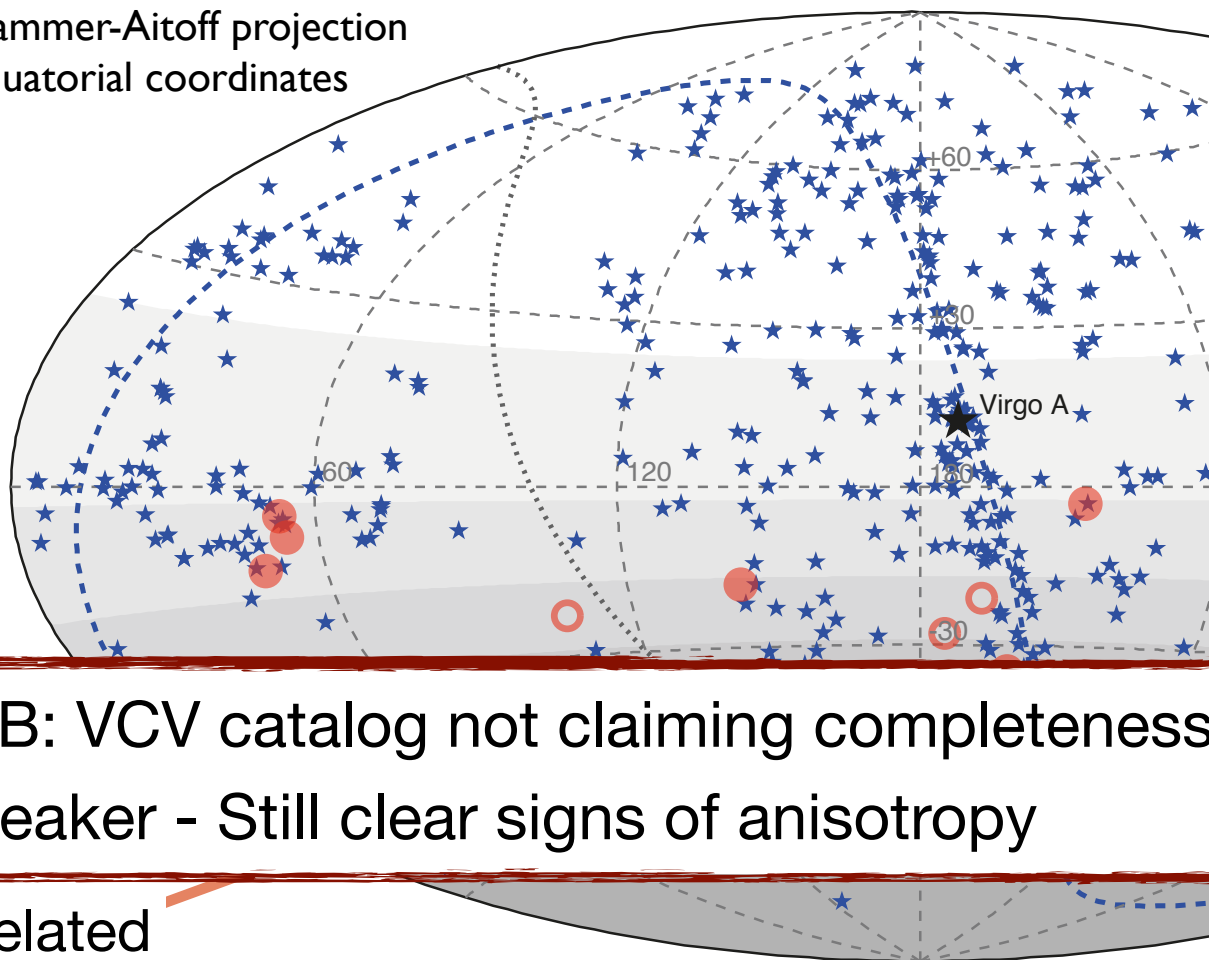 ammer-Aitoff projection
uatorial coordinates
+60
+30
Virgo A
60
120
180
-30
B: VCV catalog not claiming completeness
eaker - Still clear signs of anisotropy
elated